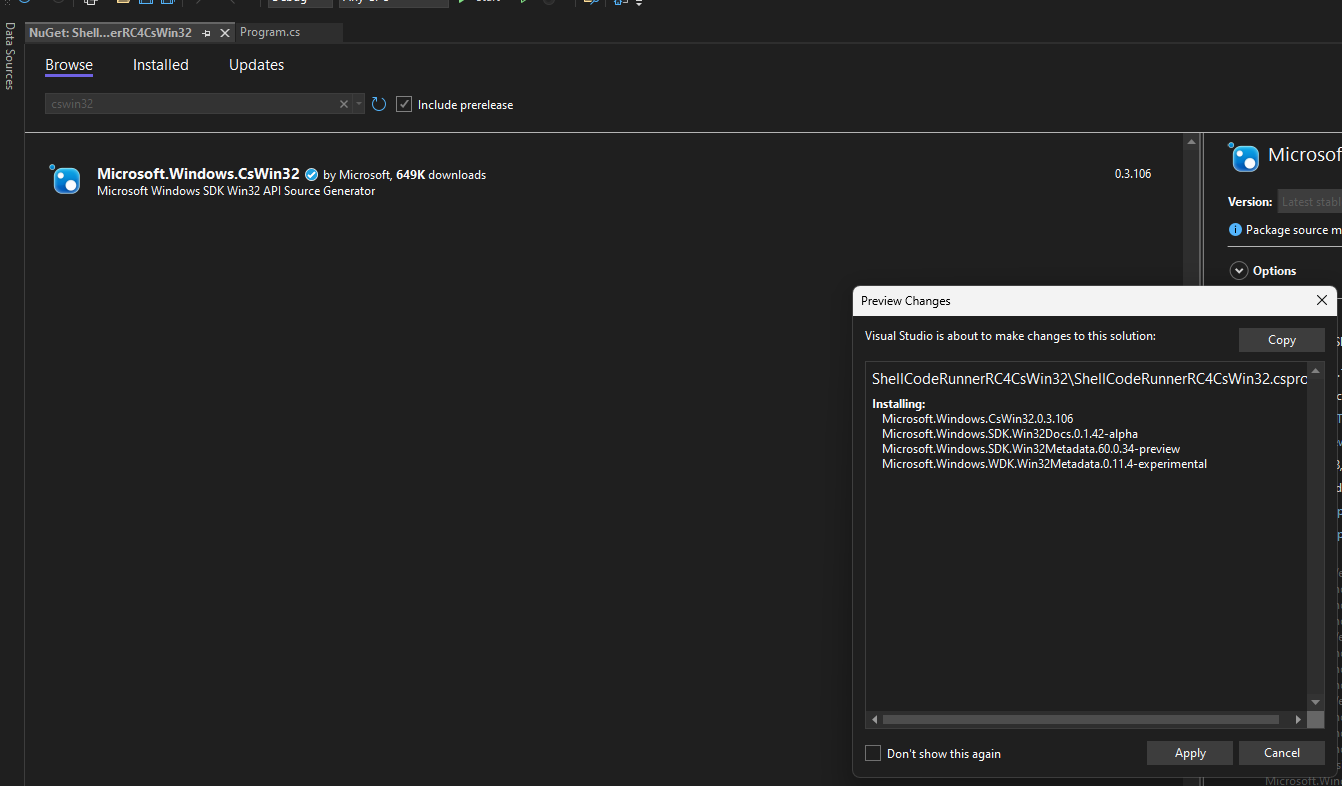 Data Sources
NuGet: Shell...erRC4CsWin32
Program.cs
Browse
Installed
Updates
cswin32
Include prerelease
Microsoft.Windows.CsWin32 by Microsoft, 649K downloads
0.3.106
Microsoft Windows SDK Win32 API Source Generator
Microsof
Version: Latest stabl
Package source m
Options
Preview Changes
Visual Studio is about to make changes to this solution:
Copy
ShellCodeRunnerRC4CsWin32\ShellCodeRunnerRC4CsWin32.cspro
Installing:
Microsoft.Windows.CsWin32.0.3.106
Microsoft.Windows.SDK.Win32Docs.0.1.42-alpha
Microsoft.Windows.SDK.Win32Metadata.60.0.34-preview
Microsoft.Windows.WDK.Win32Metadata.0.11.4-experimental
Don't show this again
Apply
Cancel
Microsoft.Wind